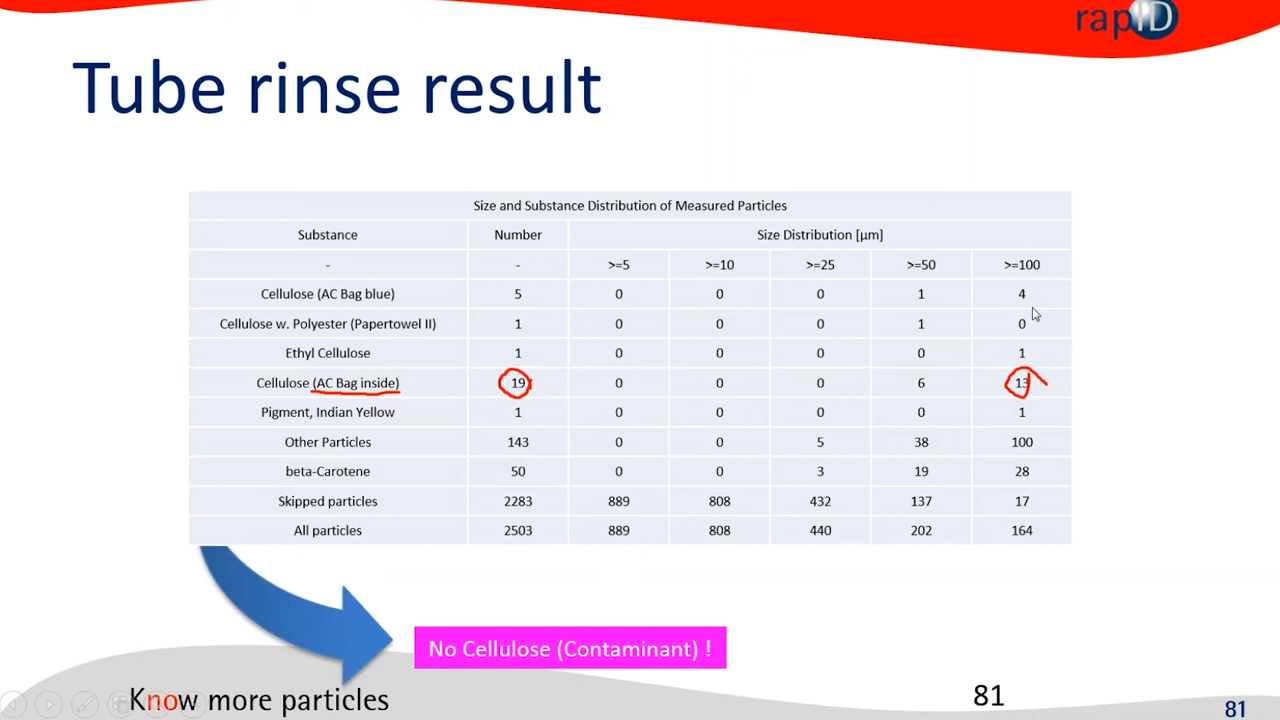 rapID
Tube rinse result
Size and Substance Distribution of Measured Particles
Substance Number Size Distribution [µm]
- - >=5 >=10 >=25 >=50 >=100
Cellulose (AC Bag blue) 5 0 0 0 1 4
Cellulose w. Polyester (Papertowel II) 1 0 0 0 1 0
Ethyl Cellulose 1 0 0 0 0 1
Cellulose (AC Bag inside) 19 0 0 0 6 13
Pigment, Indian Yellow 1 0 0 0 0 1
Other Particles 143 0 0 5 38 100
beta-Carotene 50 0 0 3 19 28
Skipped particles 2283 889 808 432 137 17
All particles 2503 889 808 440 202 164
No Cellulose (Contaminant) !
Know more particles
81
81